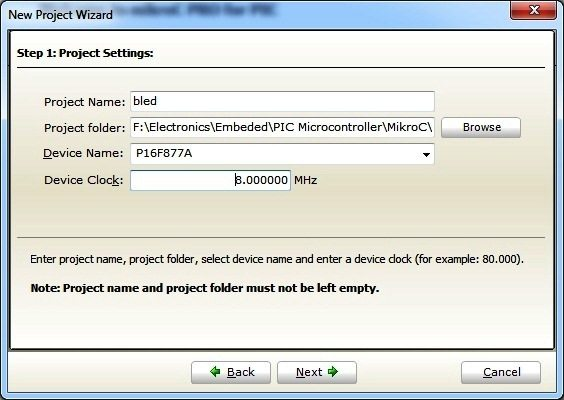 New Project Wizard
mikroC PRO for PIC
Step 1: Project Settings:
Project Name: bled
Project folder: F:\Electronics\Embeded\PIC Microcontroller\MikroC\ Browse
Device Name: P16F877A
Device Clock: 8.000000 MHz
Enter project name, project folder, select device name and enter a device clock (for example: 80.000).
Note: Project name and project folder must not be left empty.
Back Next Cancel